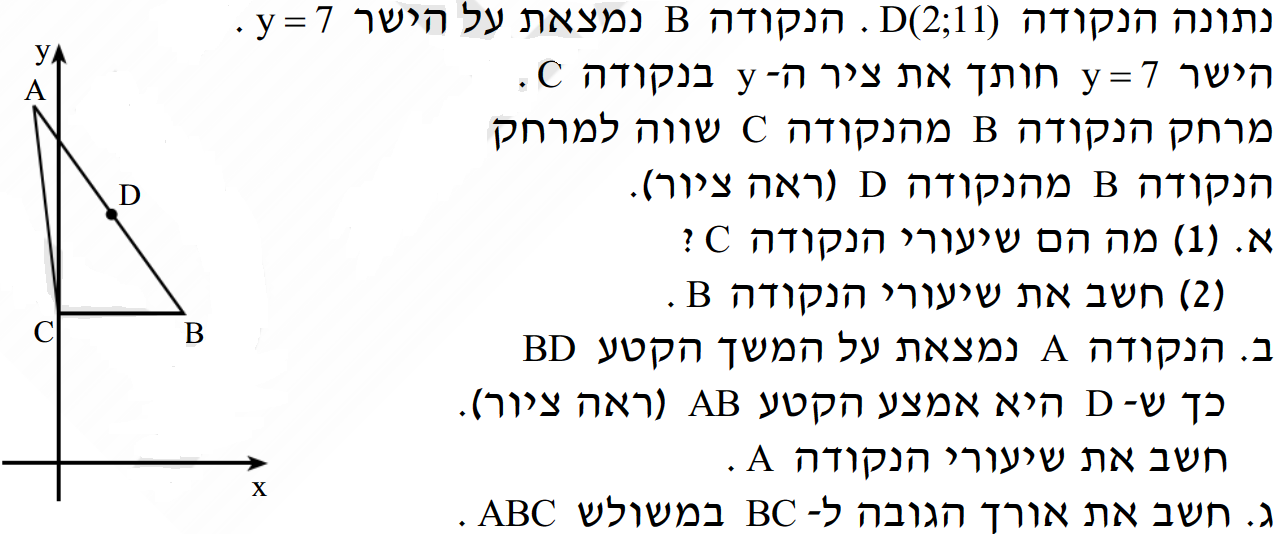 נתונה הנקודה D(2;11) . הנקודה B נמצאת על הישר y = 7 .
הישר y = 7 חותך את ציר ה- y בנקודה C .
מרחק הנקודה B מהנקודה C שווה למרחק
הנקודה B מהנקודה D (ראה ציור).
א. (1) מה הם שיעורי הנקודה C ?
(2) חשב את שיעורי הנקודה B .
ב. הנקודה A נמצאת על המשך הקטע BD
כך ש- D היא אמצע הקטע AB (ראה ציור).
חשב את שיעורי הנקודה A .
ג. חשב את אורך הגובה ל- BC במשולש ABC .
y
A
D
C
B
x